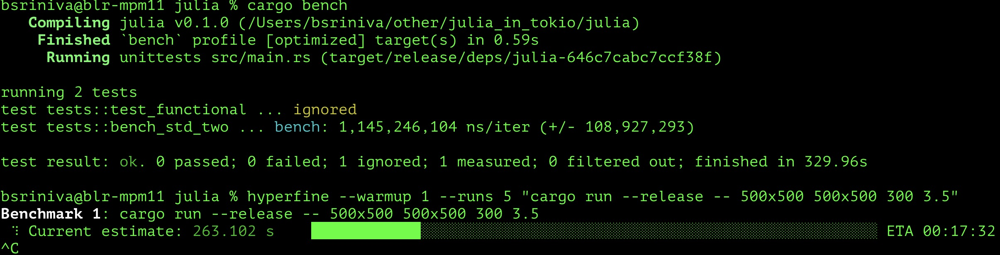 bsriniva@blr-mpm11 julia % cargo bench
Compiling julia v0.1.0 (/Users/bsriniva/other/julia_in_tokio/julia)
Finished `bench` profile [optimized] target(s) in 0.59s
Running unittests src/main.rs (target/release/deps/julia-646c7cabc7ccf38f)
running 2 tests
test tests::test_functional ... ignored
test tests::bench_std_two ... bench: 1,145,246,104 ns/iter (+/- 108,927,293)
test result: ok. 0 passed; 0 failed; 1 ignored; 1 measured; 0 filtered out; finished in 329.96s
bsriniva@blr-mpm11 julia % hyperfine --warmup 1 --runs 5 "cargo run --release -- 500x500 500x500 300 3.5"
Benchmark 1: cargo run --release -- 500x500 500x500 300 3.5
Current estimate: 263.102 s ETA 00:17:32
^C